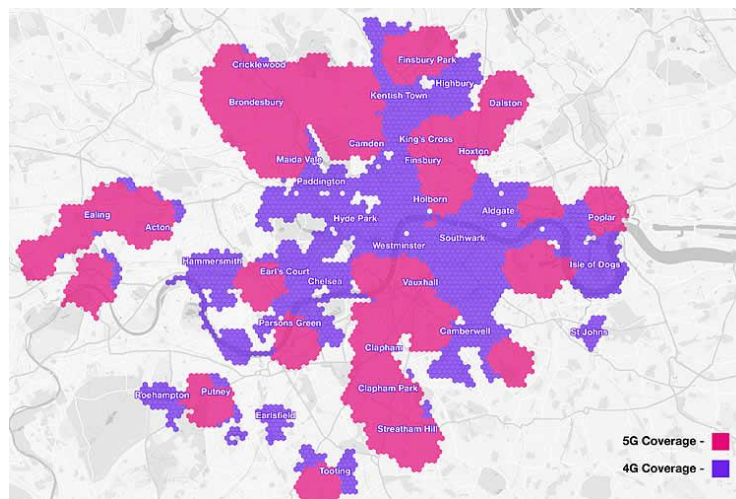 Cricklewood
Finsbury Park
Highbury
Brondesbury
Kentish Town
Dalston
King's Cross
Camden
Hoxton
Maida Vale
Finsbury
Paddington
Holborn
Ealing
Hyde Park
Aldgate
Poplar
Acton
Southwark
Westminster
Hammersmith
Earl's Court
Isle of Dogs
Chelsea
Vauxhall
Parsons Green
Camberwell
St Johns
Clapham
Clapham Park
Putney
Roehampton
Earlsfield
Streatham Hill
5G Coverage -
4G Coverage -
Tooting